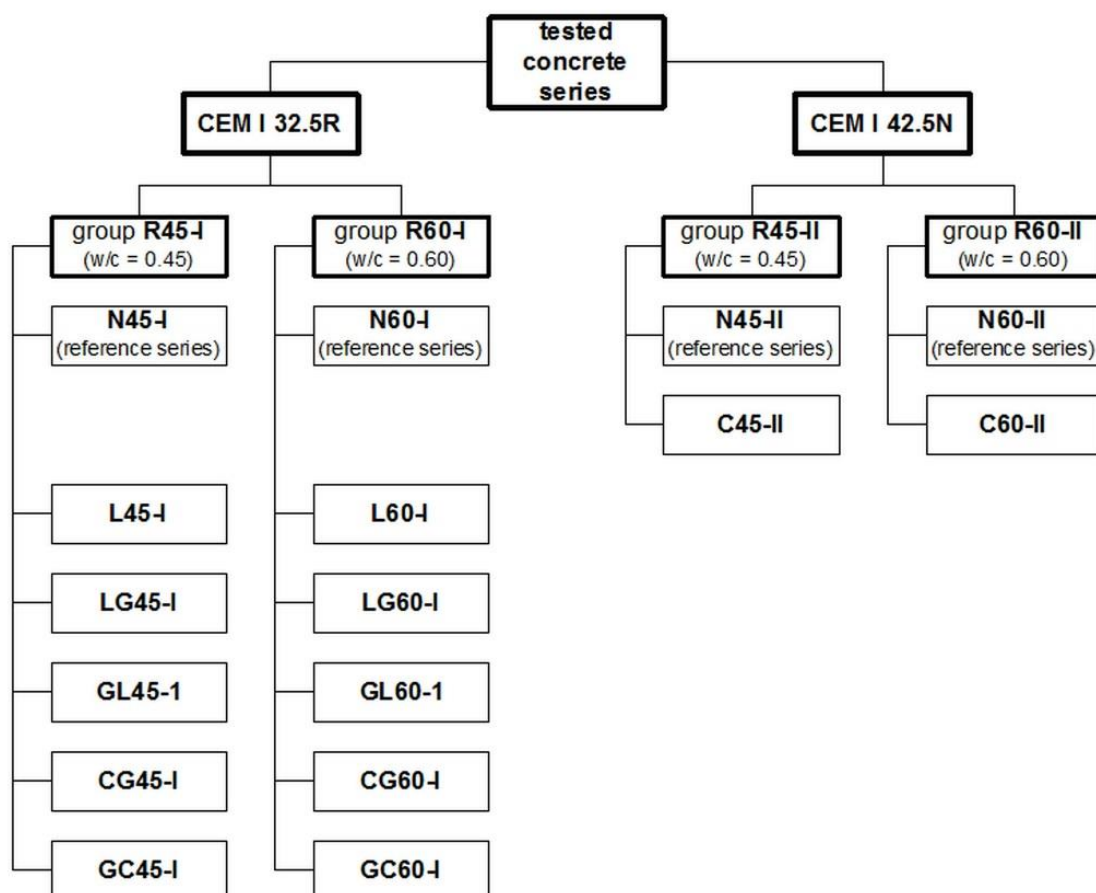 tested
concrete
series
CEM I 32.5R
CEM I 42.5N
group R45-I
(w/c = 0.45)
group R60-I
(w/c = 0.60)
group R45-II
(w/c = 0.45)
group R60-II
(w/c = 0.60)
N45-I
(reference series)
N60-I
(reference series)
N45-II
(reference series)
N60-II
(reference series)
C45-II
C60-II
L45-I
L60-I
LG45-I
LG60-I
GL45-1
GL60-1
CG45-I
CG60-I
GC45-I
GC60-I